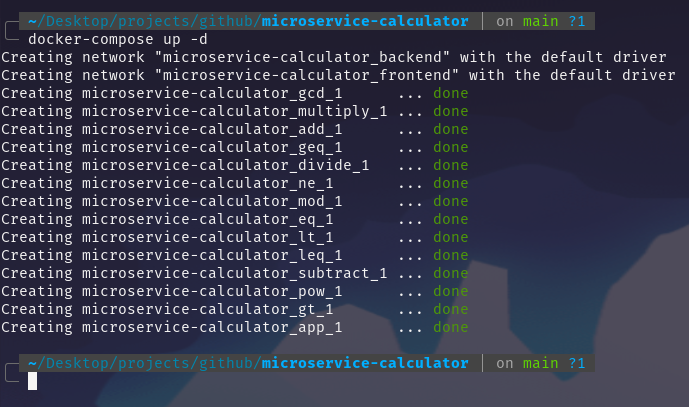 ~/Desktop/projects/github/microservice-calculator | on main ?1
docker-compose up -d
Creating network "microservice-calculator_backend" with the default driver
Creating network "microservice-calculator_frontend" with the default driver
Creating microservice-calculator_gcd_1      ... done
Creating microservice-calculator_multiply_1 ... done
Creating microservice-calculator_add_1      ... done
Creating microservice-calculator_geq_1      ... done
Creating microservice-calculator_divide_1   ... done
Creating microservice-calculator_ne_1       ... done
Creating microservice-calculator_mod_1      ... done
Creating microservice-calculator_eq_1       ... done
Creating microservice-calculator_lt_1       ... done
Creating microservice-calculator_leq_1      ... done
Creating microservice-calculator_subtract_1 ... done
Creating microservice-calculator_pow_1      ... done
Creating microservice-calculator_gt_1       ... done
Creating microservice-calculator_app_1      ... done
~/Desktop/projects/github/microservice-calculator | on main ?1